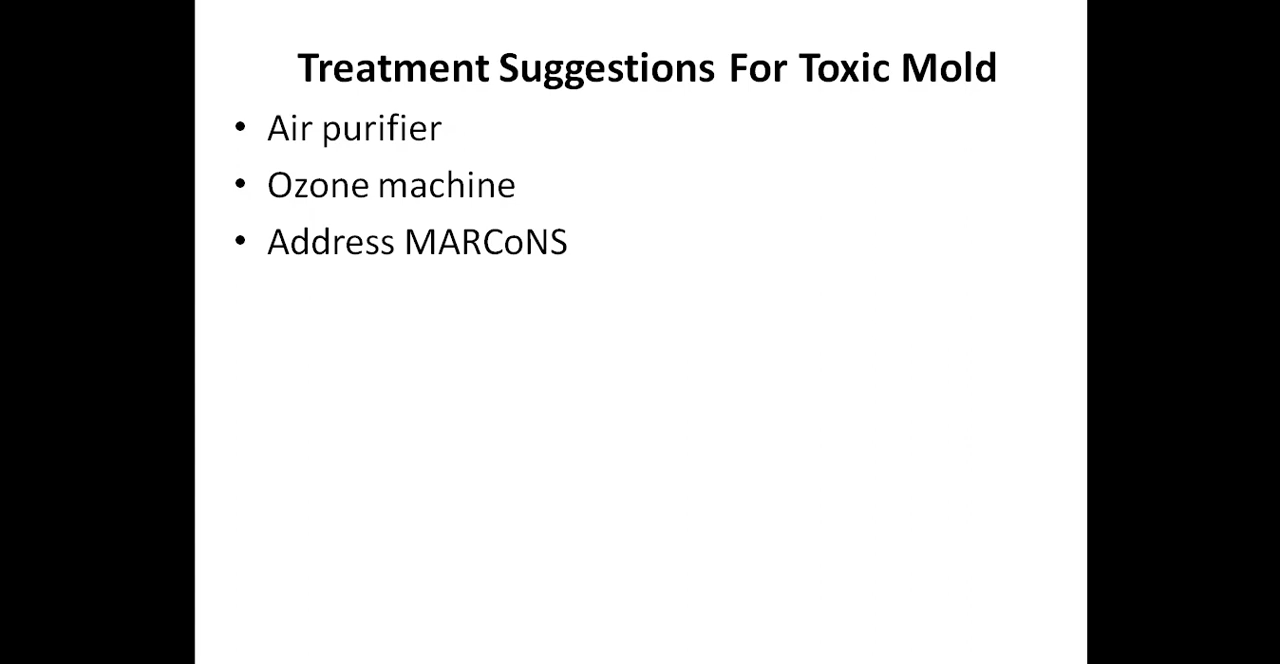 Treatment Suggestions For Toxic Mold
• Air purifier
• Ozone machine
• Address MARCoNS